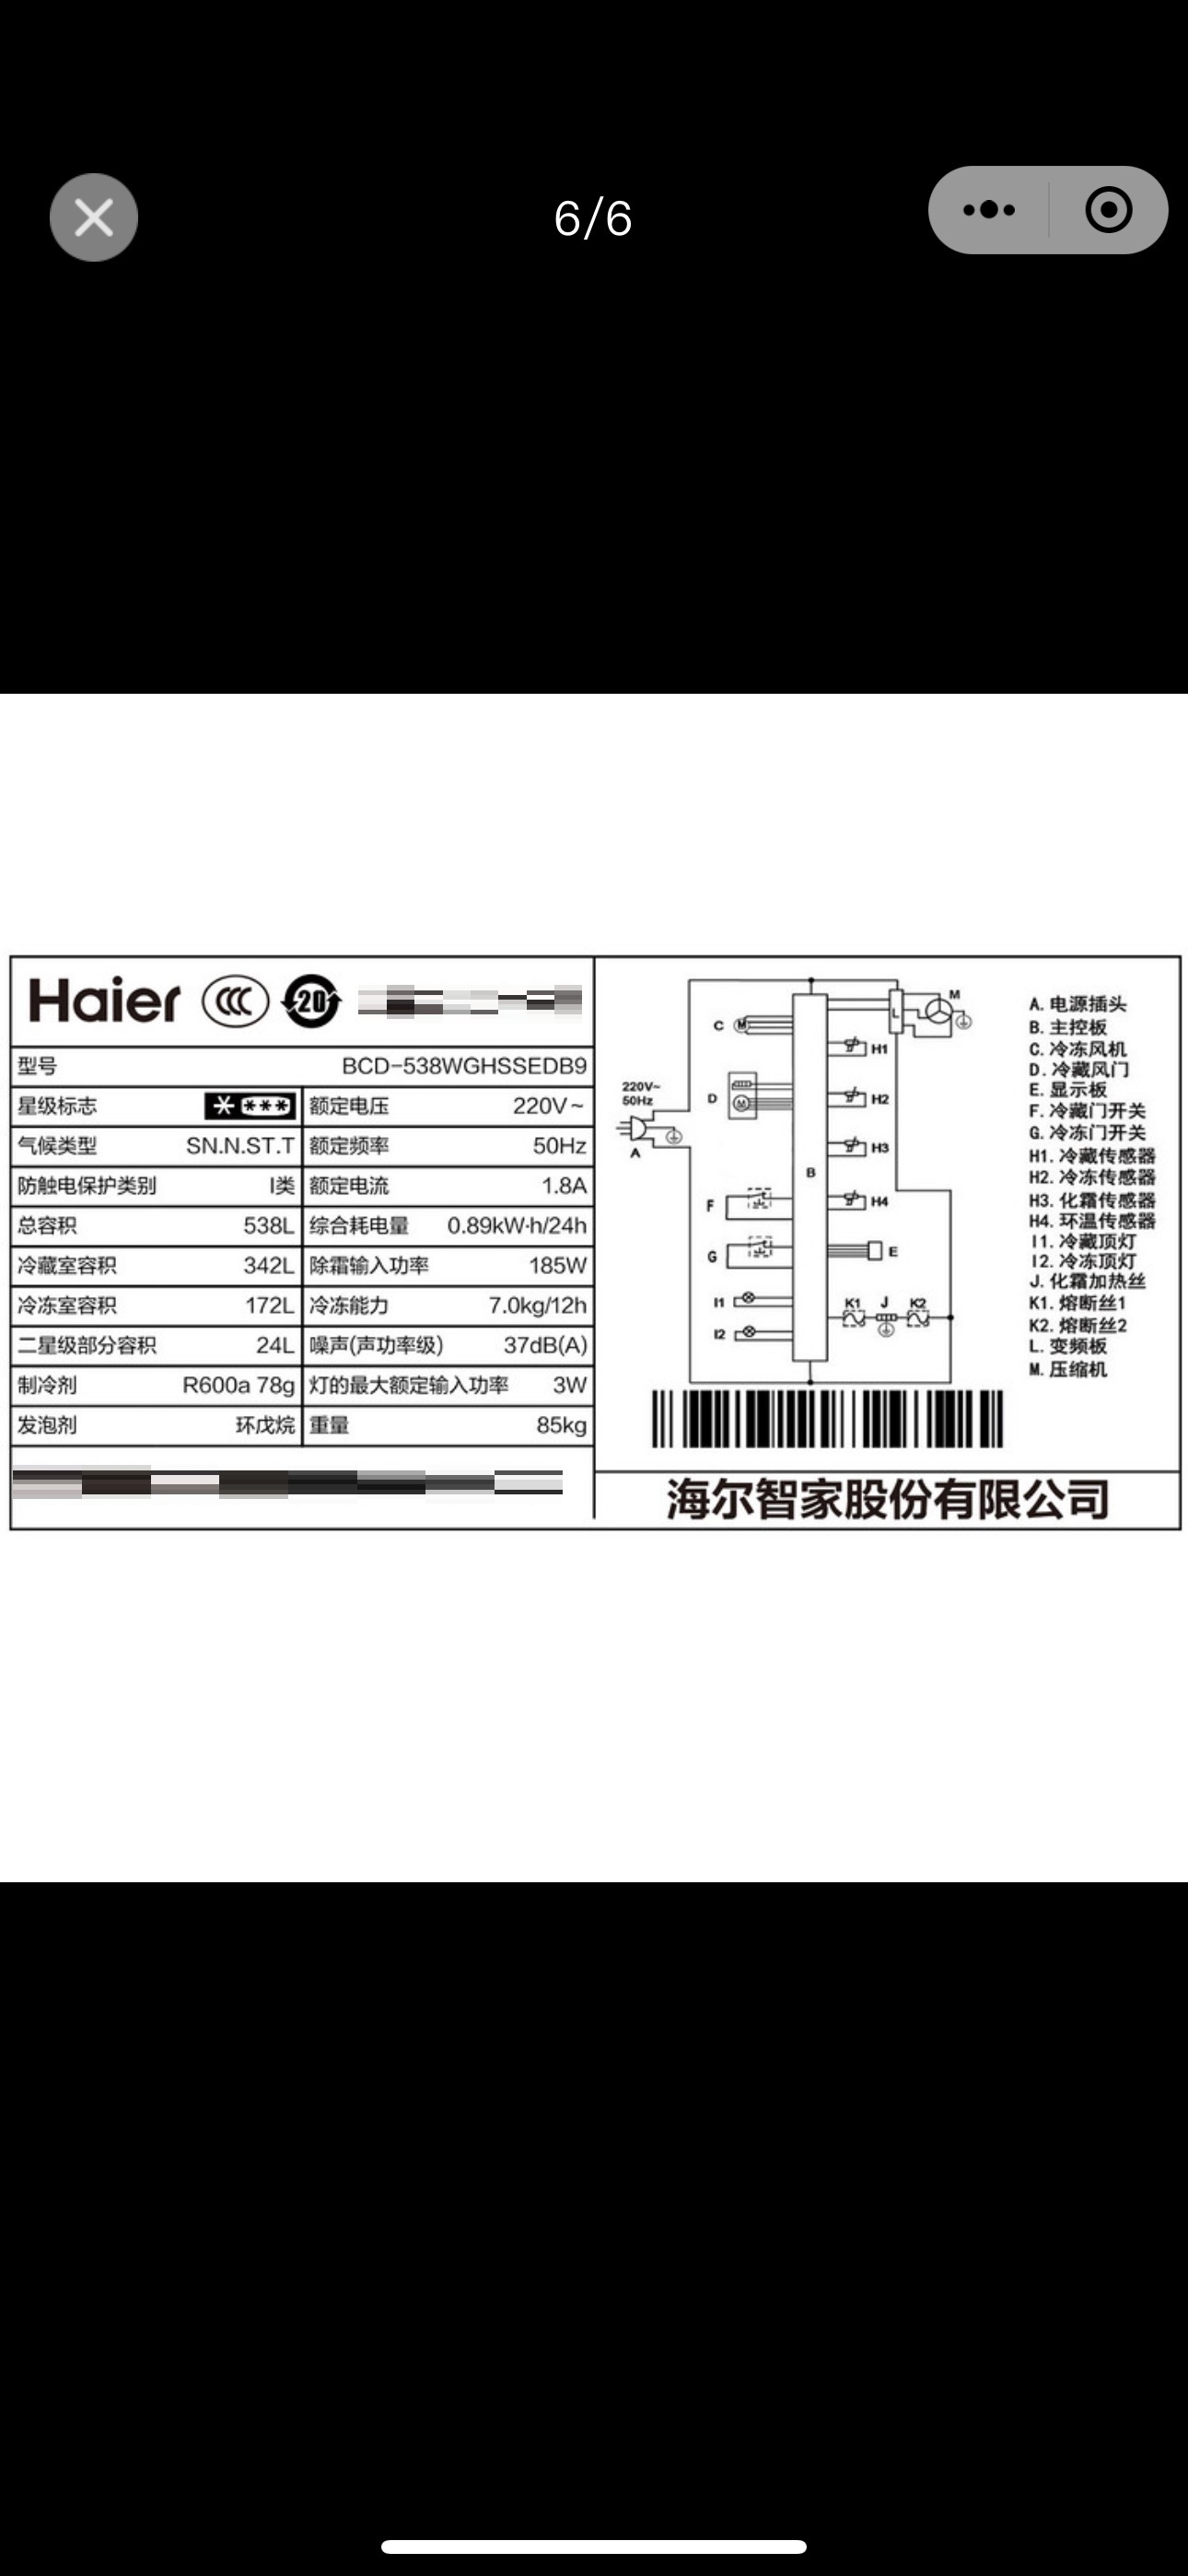 6/6
Haier
20
型号 BCD-538WGHSSEDB9
星级标志 额定电压 220V~
气候类型 SN.N.ST.T 额定频率 50Hz
防触电保护类别 I类 额定电流 1.8A
总容积 538L 综合耗电量 0.89kW·h/24h
冷藏室容积 342L 除霜输入功率 185W
冷冻室容积 172L 冷冻能力 7.0kg/12h
二星级部分容积 24L 噪声(声功率级) 37dB(A)
制冷剂 R600a 78g 灯的最大额定输入功率 3W
发泡剂 环戊烷 重量 85kg
220V~
50Hz
A
B
C M
D M
F
G
I1
I2
L
M
H1
H2
H3
H4
E
K1 J K2
A. 电源插头
B. 主控板
C. 冷冻风机
D. 冷藏风门
E. 显示板
F. 冷藏门开关
G. 冷冻门开关
H1. 冷藏传感器
H2. 冷冻传感器
H3. 化霜传感器
H4. 环温传感器
I1. 冷藏顶灯
I2. 冷冻顶灯
J. 化霜加热丝
K1. 熔断丝1
K2. 熔断丝2
L. 变频板
M. 压缩机
海尔智家股份有限公司